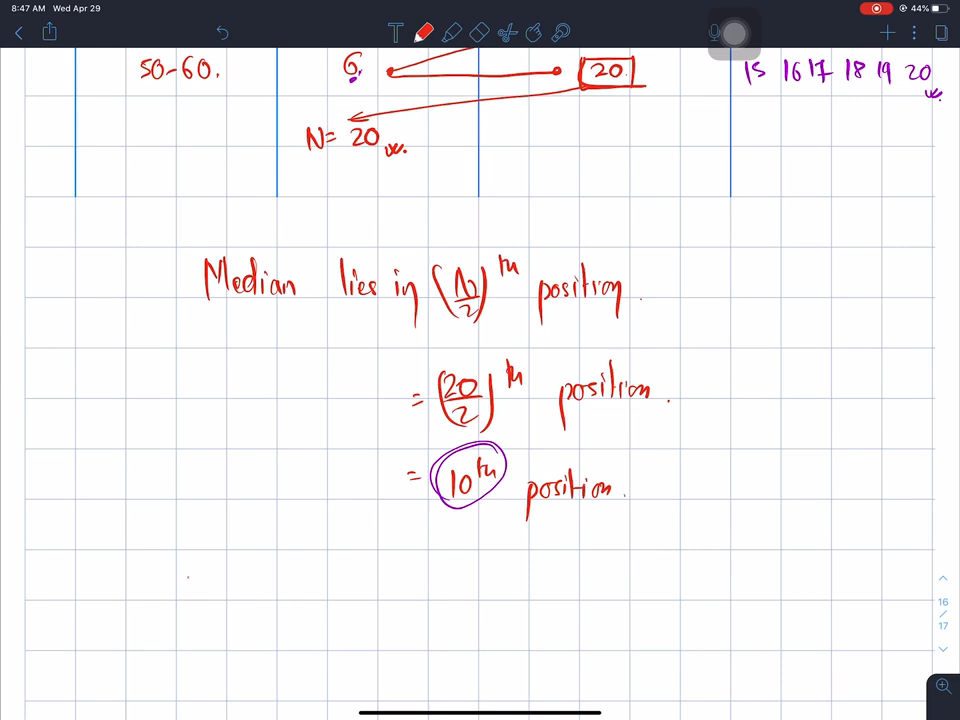 8:47 AM Wed Apr 29
44%
T
50-60. 6. 20 15 16 17 18 19 20
N= 20
Median lies in (N/2)th position.
= (20/2)th position.
= 10th position.
16
/
17